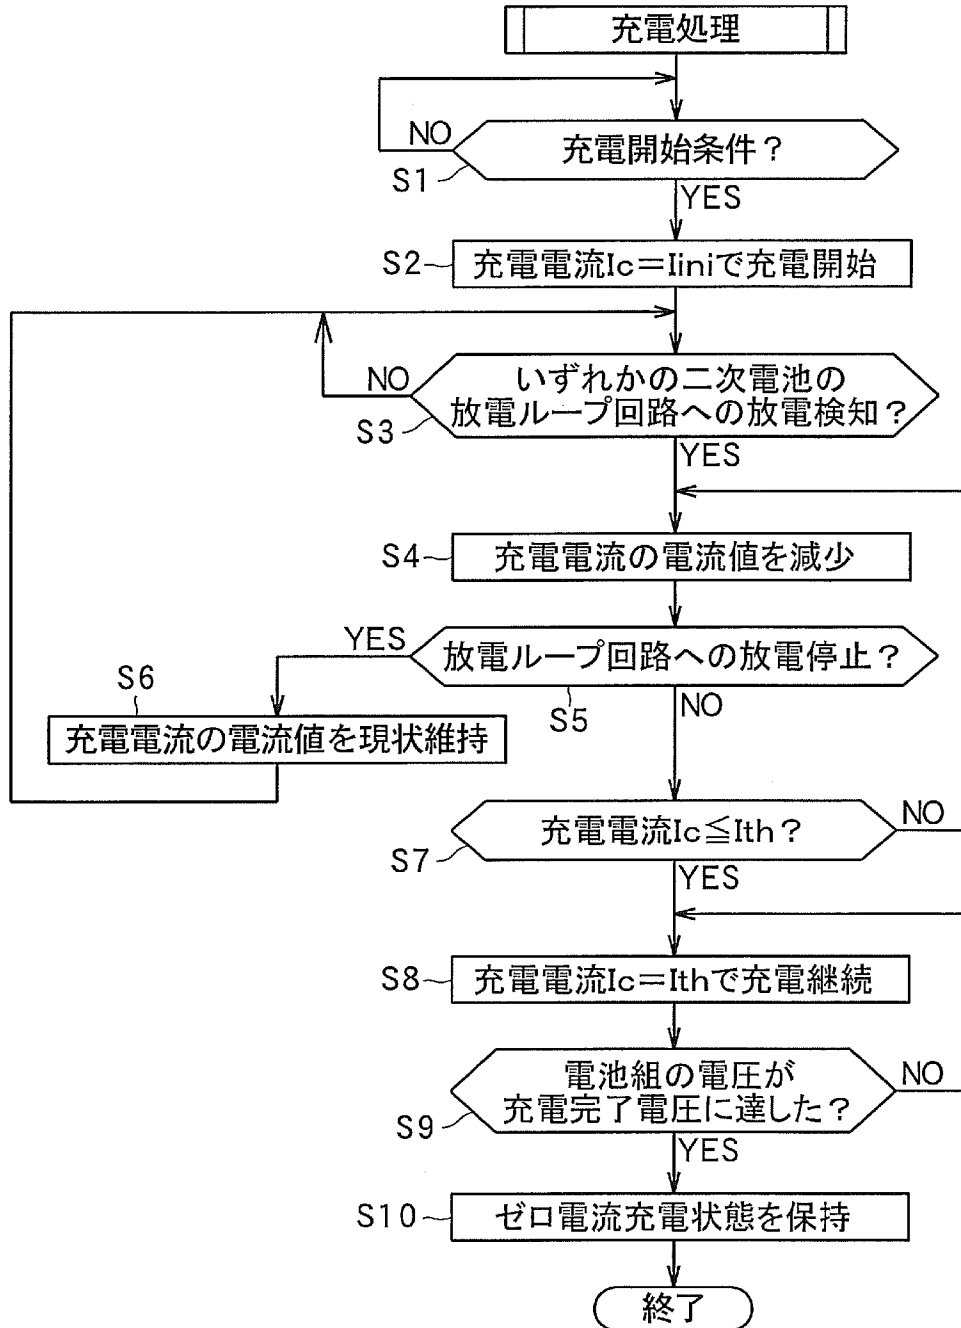 充電処理
NO
充電開始条件？
S1
YES
S2
充電電流Ic＝Iiniで充電開始
NO
いずれかの二次電池の
放電ループ回路への放電検知？
S3
YES
S4
充電電流の電流値を減少
YES
放電ループ回路への放電停止？
S6
S5
NO
充電電流の電流値を現状維持
充電電流Ic≦Ith？
NO
S7
YES
S8
充電電流Ic＝Ithで充電継続
電池組の電圧が
充電完了電圧に達した？
NO
S9
YES
S10
ゼロ電流充電状態を保持
終了